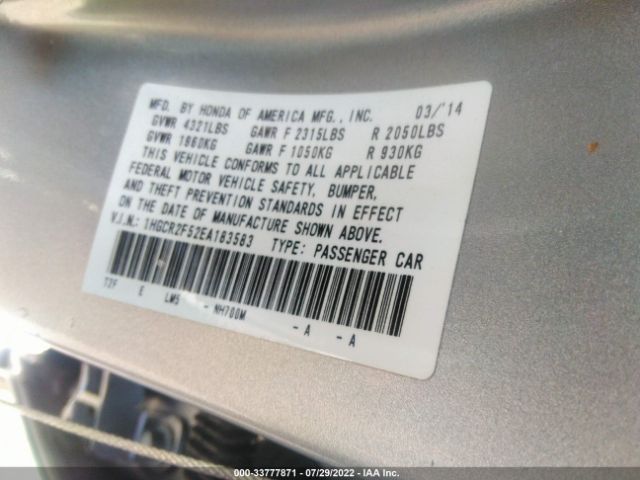 MFD. BY HONDA OF AMERICA MFG., INC. 03/'14
GVWR 4321LBS GAWR F 2315LBS R 2050LBS
GVWR 1860KG GAWR F 1050KG R 930KG
THIS VEHICLE CONFORMS TO ALL APPLICABLE
FEDERAL MOTOR VEHICLE SAFETY, BUMPER,
AND THEFT PREVENTION STANDARDS IN EFFECT
ON THE DATE OF MANUFACTURE SHOWN ABOVE.
V.I.N.: 1HGCR2F52EA183583 TYPE: PASSENGER CAR
T2F E LM5 - NH700M - A - A
000-33777871 | 07/29/2022 - IAA Inc.